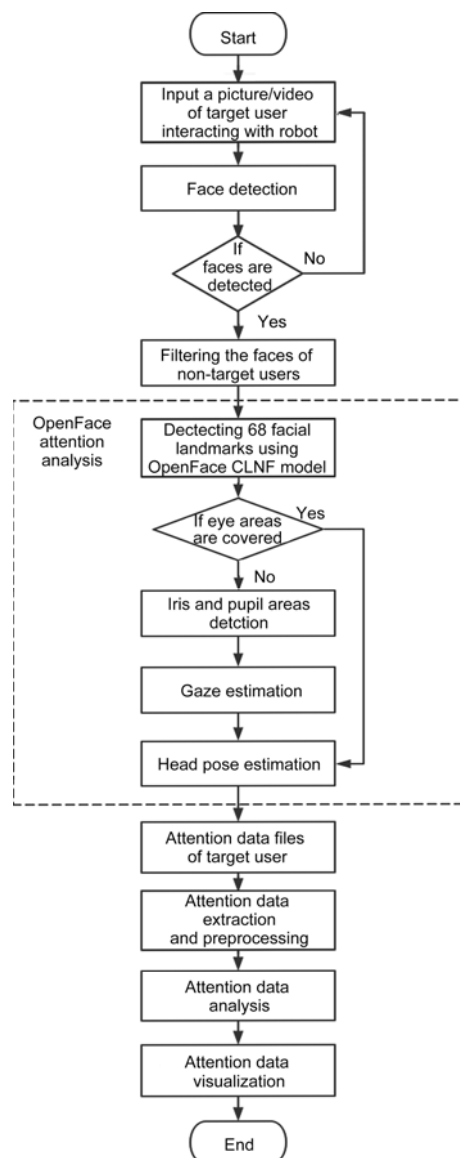 Start
Input a picture/video
of target user
interacting with robot
Face detection
If
faces are
detected
No
Yes
Filtering the faces of
non-target users
OpenFace
attention
analysis
Dectecting 68 facial
landmarks using
OpenFace CLNF model
If eye areas
are covered
Yes
No
Iris and pupil areas
detction
Gaze estimation
Head pose estimation
Attention data files
of target user
Attention data
extraction
and preprocessing
Attention data
analysis
Attention data
visualization
End